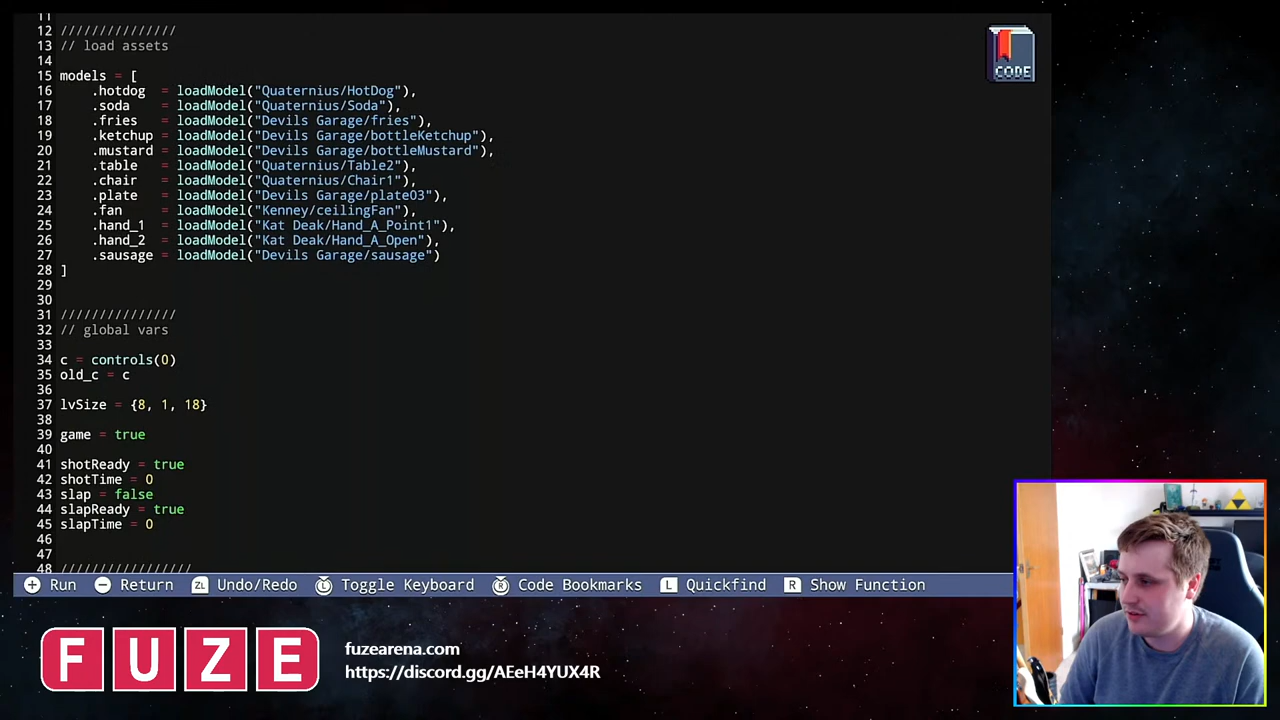 11
12 ///////////////
13 // load assets
14
15 models = [
16 .hotdog = loadModel("Quaternius/HotDog"),
17 .soda = loadModel("Quaternius/Soda"),
18 .fries = loadModel("Devils Garage/fries"),
19 .ketchup = loadModel("Devils Garage/bottleKetchup"),
20 .mustard = loadModel("Devils Garage/bottleMustard"),
21 .table = loadModel("Quaternius/Table2"),
22 .chair = loadModel("Quaternius/Chair1"),
23 .plate = loadModel("Devils Garage/plate03"),
24 .fan = loadModel("Kenney/ceilingFan"),
25 .hand_1 = loadModel("Kat Deak/Hand_A_Point1"),
26 .hand_2 = loadModel("Kat Deak/Hand_A_Open"),
27 .sausage = loadModel("Devils Garage/sausage")
28 ]
29
30
31 ///////////////
32 // global vars
33
34 c = controls(0)
35 old_c = c
36
37 lvSize = {8, 1, 18}
38
39 game = true
40
41 shotReady = true
42 shotTime = 0
43 slap = false
44 slapReady = true
45 slapTime = 0
46
47
48 /////////////////
CODE
+ Run - Return ZL Undo/Redo L Toggle Keyboard R Code Bookmarks L Quickfind R Show Function
FUZE
fuzearena.com
https://discord.gg/AEeH4YUX4R